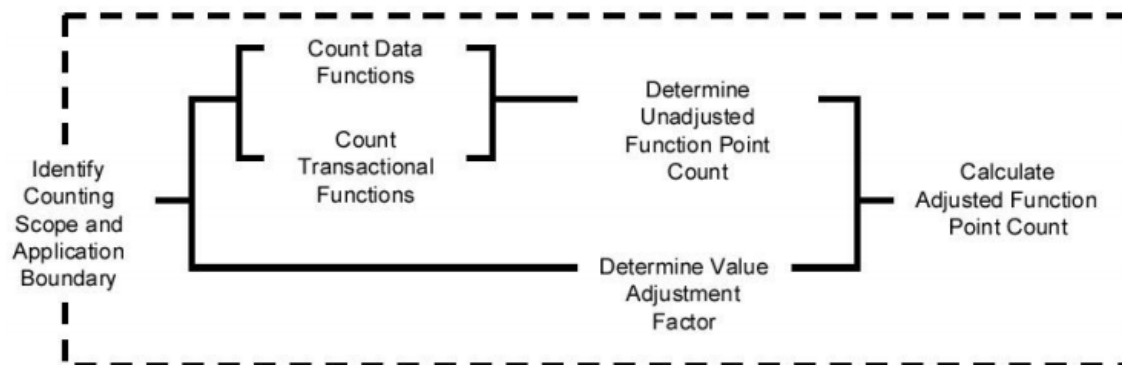 Identify
Counting
Scope and
Application
Boundary
Count Data
Functions
Count
Transactional
Functions
Determine
Unadjusted
Function Point
Count
Determine Value
Adjustment
Factor
Calculate
Adjusted Function
Point Count